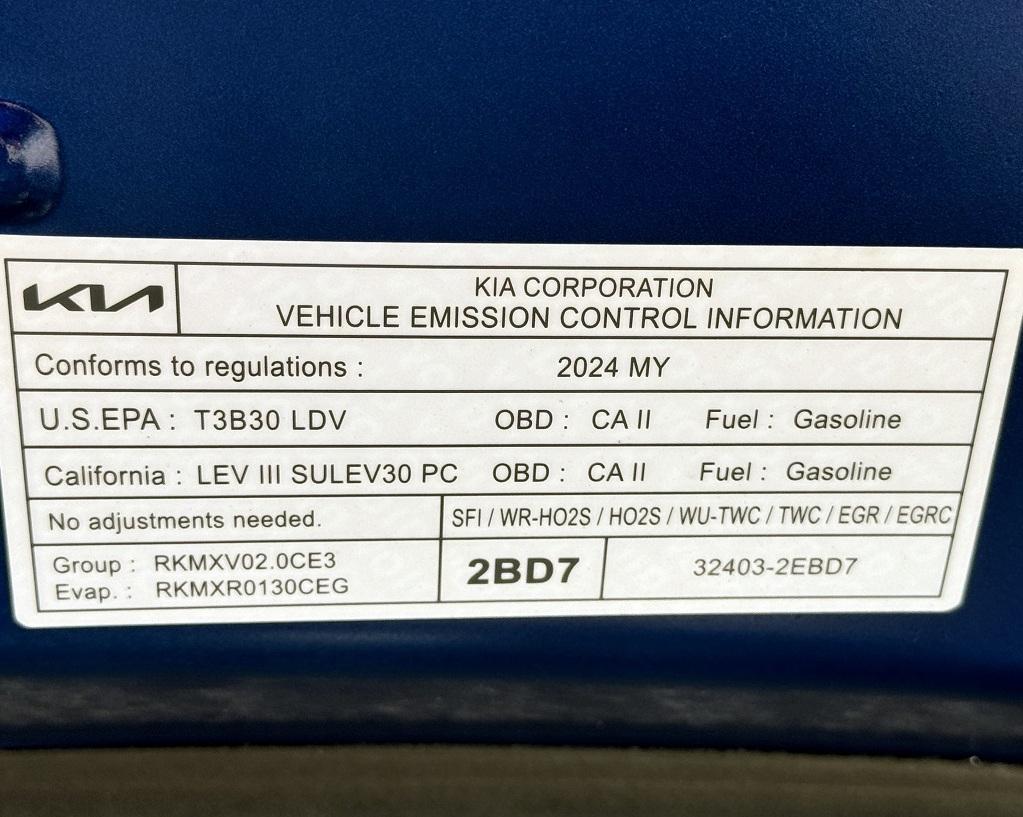 KIA
KIA CORPORATION
VEHICLE EMISSION CONTROL INFORMATION
Conforms to regulations : 2024 MY
U.S.EPA : T3B30 LDV OBD : CA II Fuel : Gasoline
California : LEV III SULEV30 PC OBD : CA II Fuel : Gasoline
No adjustments needed. SFI / WR-HO2S / HO2S / WU-TWC / TWC / EGR / EGRC
Group : RKMXV02.0CE3
Evap. : RKMXR0130CEG
2BD7 32403-2EBD7